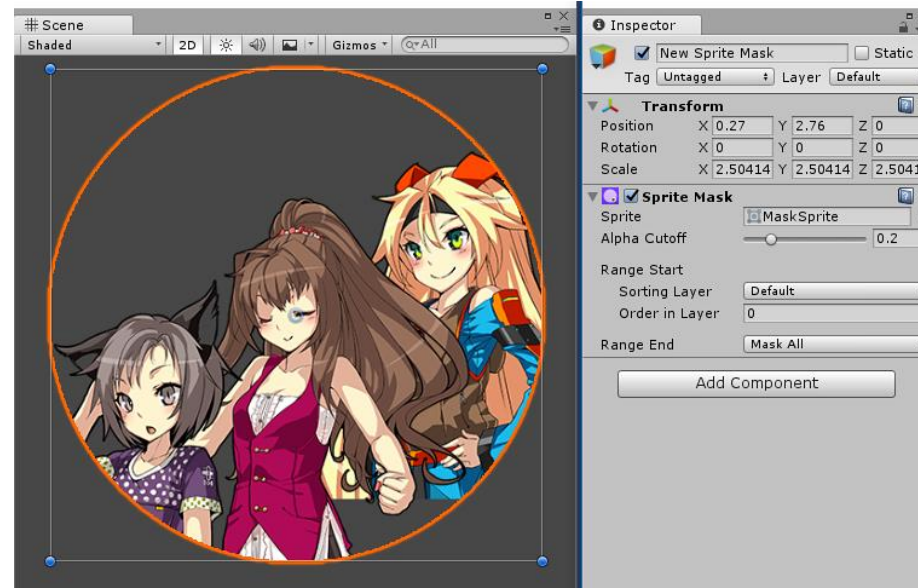 Scene
Shaded 2D Gizmos All
Inspector
New Sprite Mask Static
Tag Untagged Layer Default
Transform
Position X 0.27 Y 2.76 Z 0
Rotation X 0 Y 0 Z 0
Scale X 2.50414 Y 2.50414 Z 2.5041
Sprite Mask
Sprite MaskSprite
Alpha Cutoff 0.2
Range Start
Sorting Layer Default
Order in Layer 0
Range End Mask All
Add Component